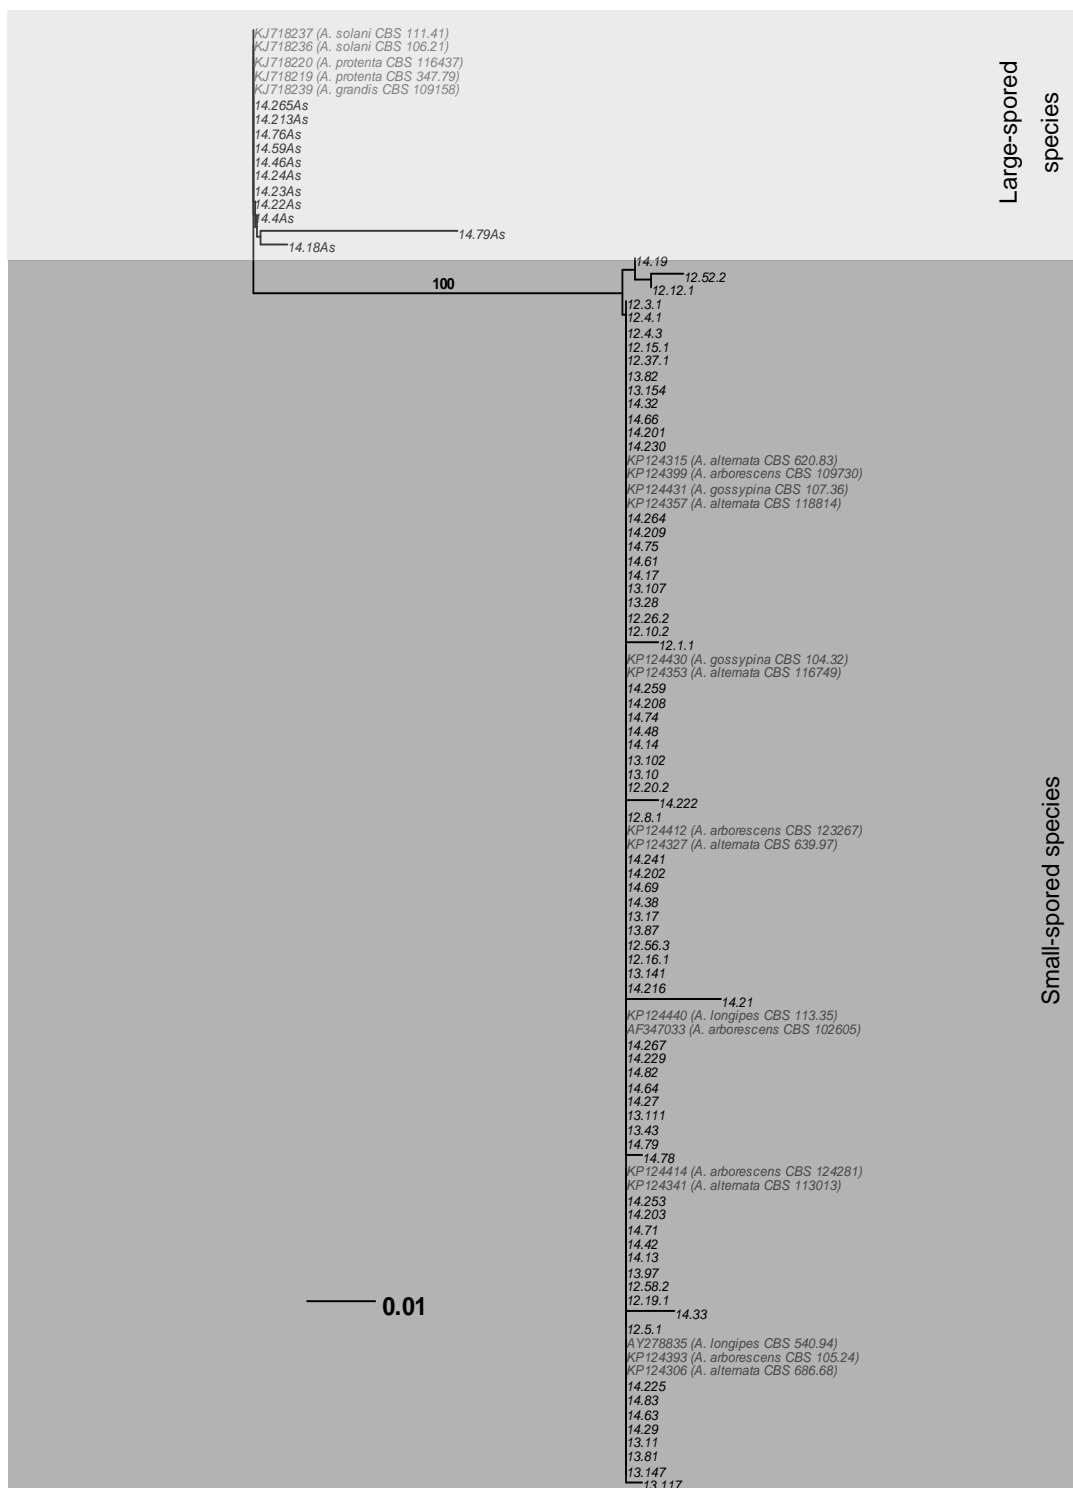 KJ718237 (A. solani CBS 111.41)
KJ718236 (A. solani CBS 106.21)
KJ718220 (A. protenta CBS 116437)
KJ718219 (A. protenta CBS 347.79)
KJ718239 (A. grandis CBS 109158)
14.265As
14.213As
14.76As
14.59As
14.46As
14.24As
14.23As
14.22As
14.4As
14.79As
14.18As
Large-spored
species
14.19
12.52.2
100
12.12.1
12.3.1
12.4.1
12.4.3
12.15.1
12.37.1
13.82
13.154
14.32
14.66
14.201
14.230
KP124315 (A. alternata CBS 620.83)
KP124399 (A. arborescens CBS 109730)
KP124431 (A. gossypina CBS 107.36)
KP124357 (A. alternata CBS 118814)
14.264
14.209
14.75
14.61
14.17
13.107
13.28
12.26.2
12.10.2
12.1.1
KP124430 (A. gossypina CBS 104.32)
KP124353 (A. alternata CBS 116749)
14.259
14.208
14.74
14.48
14.14
13.102
13.10
12.20.2
14.222
12.8.1
KP124412 (A. arborescens CBS 123267)
KP124327 (A. alternata CBS 639.97)
14.241
14.202
14.69
14.38
13.17
13.87
12.56.3
12.16.1
13.141
14.216
14.21
KP124440 (A. longipes CBS 113.35)
AF347033 (A. arborescens CBS 102605)
14.267
14.229
14.82
14.64
14.27
13.111
13.43
14.79
14.78
KP124414 (A. arborescens CBS 124281)
KP124341 (A. alternata CBS 113013)
14.253
14.203
14.71
14.42
14.13
13.97
12.58.2
12.19.1
14.33
12.5.1
AY278835 (A. longipes CBS 540.94)
KP124393 (A. arborescens CBS 105.24)
KP124306 (A. alternata CBS 686.68)
14.225
14.83
14.63
14.29
13.11
13.81
13.147
13.117
Small-spored species
0.01